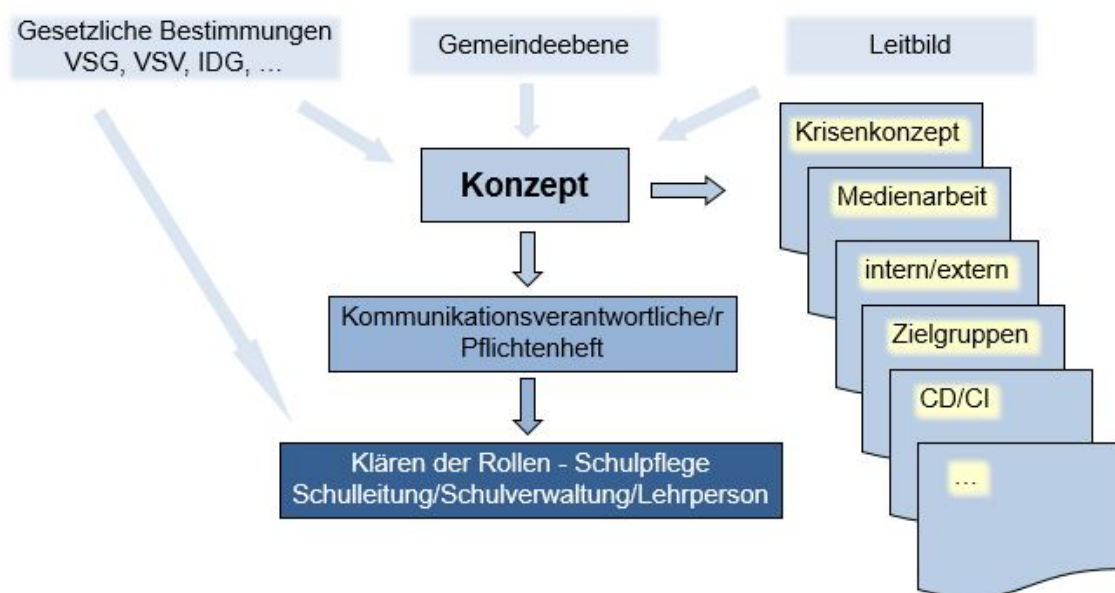 Gesetzliche Bestimmungen
VSG, VSV, IDG, ...
Gemeindeebene
Leitbild
Konzept
Krisenkonzept
Medienarbeit
intern/extern
Zielgruppen
CD/CI
...
Kommunikationsverantwortliche/r
Pflichtenheft
Klären der Rollen - Schulpflege
Schulleitung/Schulverwaltung/Lehrperson